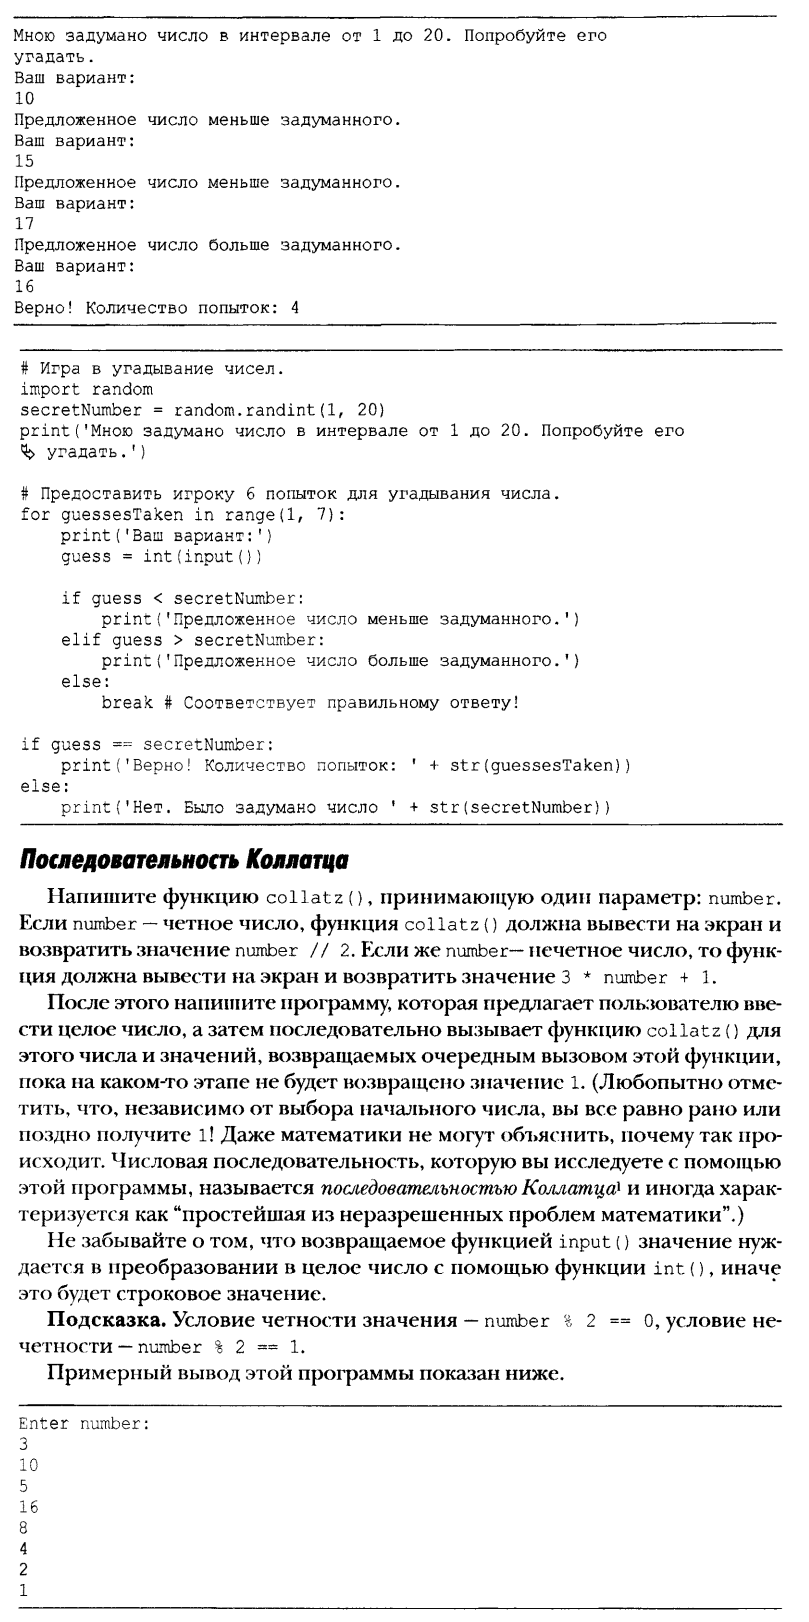 Мною задумано число в интервале от 1 до 20. Попробуйте его
угадать.
Ваш вариант:
10
Предложенное число меньше задуманного.
Ваш вариант:
15
Предложенное число меньше задуманного.
Ваш вариант:
17
Предложенное число больше задуманного.
Ваш вариант:
16
Верно! Количество попыток: 4
# Игра в угадывание чисел.
import random
secretNumber = random.randint(1, 20)
print('Мною задумано число в интервале от 1 до 20. Попробуйте его
угадать.')
# Предоставить игроку 6 попыток для угадывания числа.
for guessesTaken in range(1, 7):
    print('Ваш вариант:')
    guess = int(input())
    if guess < secretNumber:
        print('Предложенное число меньше задуманного.')
    elif guess > secretNumber:
        print('Предложенное число больше задуманного.')
    else:
        break # Соответствует правильному ответу!
if guess == secretNumber:
    print('Верно! Количество попыток: ' + str(guessesTaken))
else:
    print('Нет. Было задумано число ' + str(secretNumber))
Последовательность Коллатца
Напишите функцию collatz(), принимающую один параметр: number.
Если number — четное число, функция collatz() должна вывести на экран и
возвратить значение number // 2. Если же number— нечетное число, то функ-
ция должна вывести на экран и возвратить значение 3 * number + 1.
После этого напишите программу, которая предлагает пользователю вве-
сти целое число, а затем последовательно вызывает функцию collatz() для
этого числа и значений, возвращаемых очередным вызовом этой функции,
пока на каком-то этапе не будет возвращено значение 1. (Любопытно отме-
тить, что, независимо от выбора начального числа, вы все равно рано или
поздно получите 1! Даже математики не могут объяснить, почему так про-
исходит. Числовая последовательность, которую вы исследуете с помощью
этой программы, называется последовательностью Коллатца¹ и иногда харак-
теризуется как “простейшая из неразрешенных проблем математики”.)
Не забывайте о том, что возвращаемое функцией input() значение нуж-
дается в преобразовании в целое число с помощью функции int(), иначе
это будет строковое значение.
Подсказка. Условие четности значения — number % 2 == 0, условие не-
четности — number % 2 == 1.
Примерный вывод этой программы показан ниже.
Enter number:
3
10
5
16
8
4
2
1